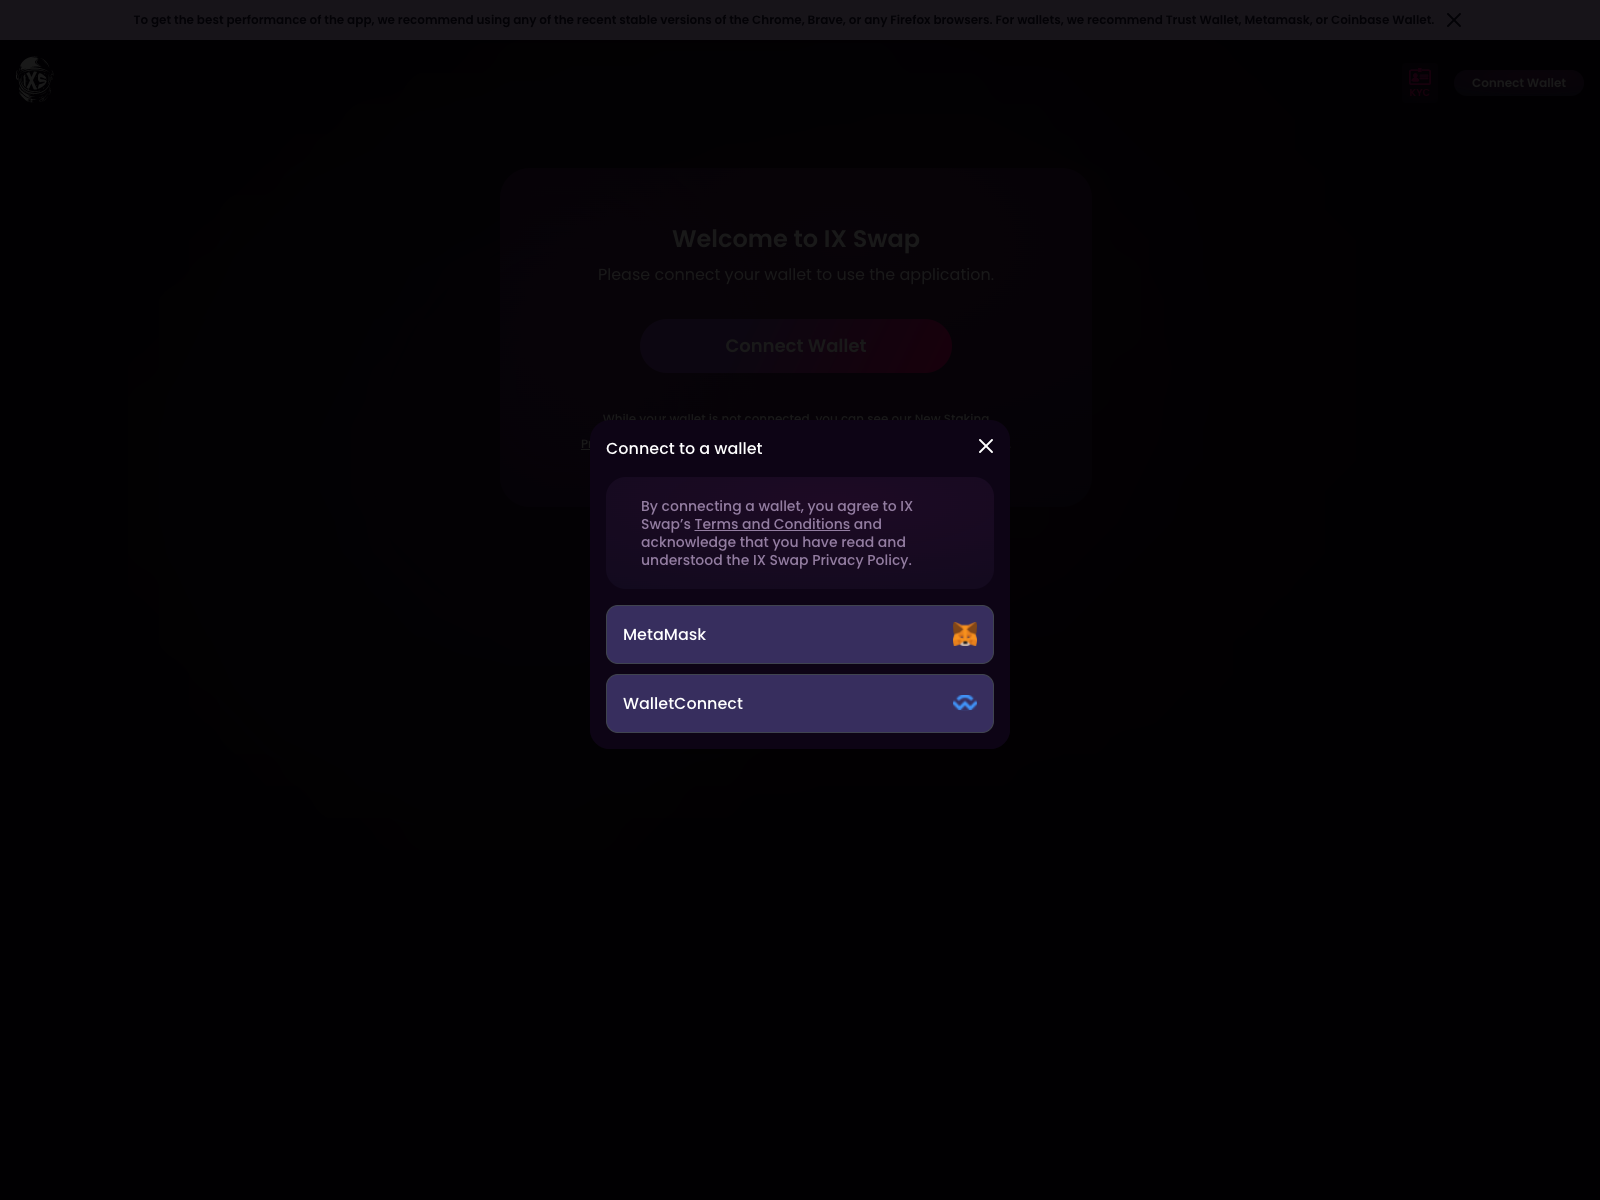 To get the best performance of the app, we recommend using any of the recent stable versions of the Chrome, Brave, or any Firefox browsers. For wallets, we recommend Trust Wallet, Metamask, or Coinbase Wallet.
IXS
KYC
Connect Wallet
Welcome to IX Swap
Please connect your wallet to use the application.
Connect Wallet
While your wallet is not connected, you can see our New Staking
Connect to a wallet
By connecting a wallet, you agree to IX
Swap’s Terms and Conditions and
acknowledge that you have read and
understood the IX Swap Privacy Policy.
MetaMask
WalletConnect